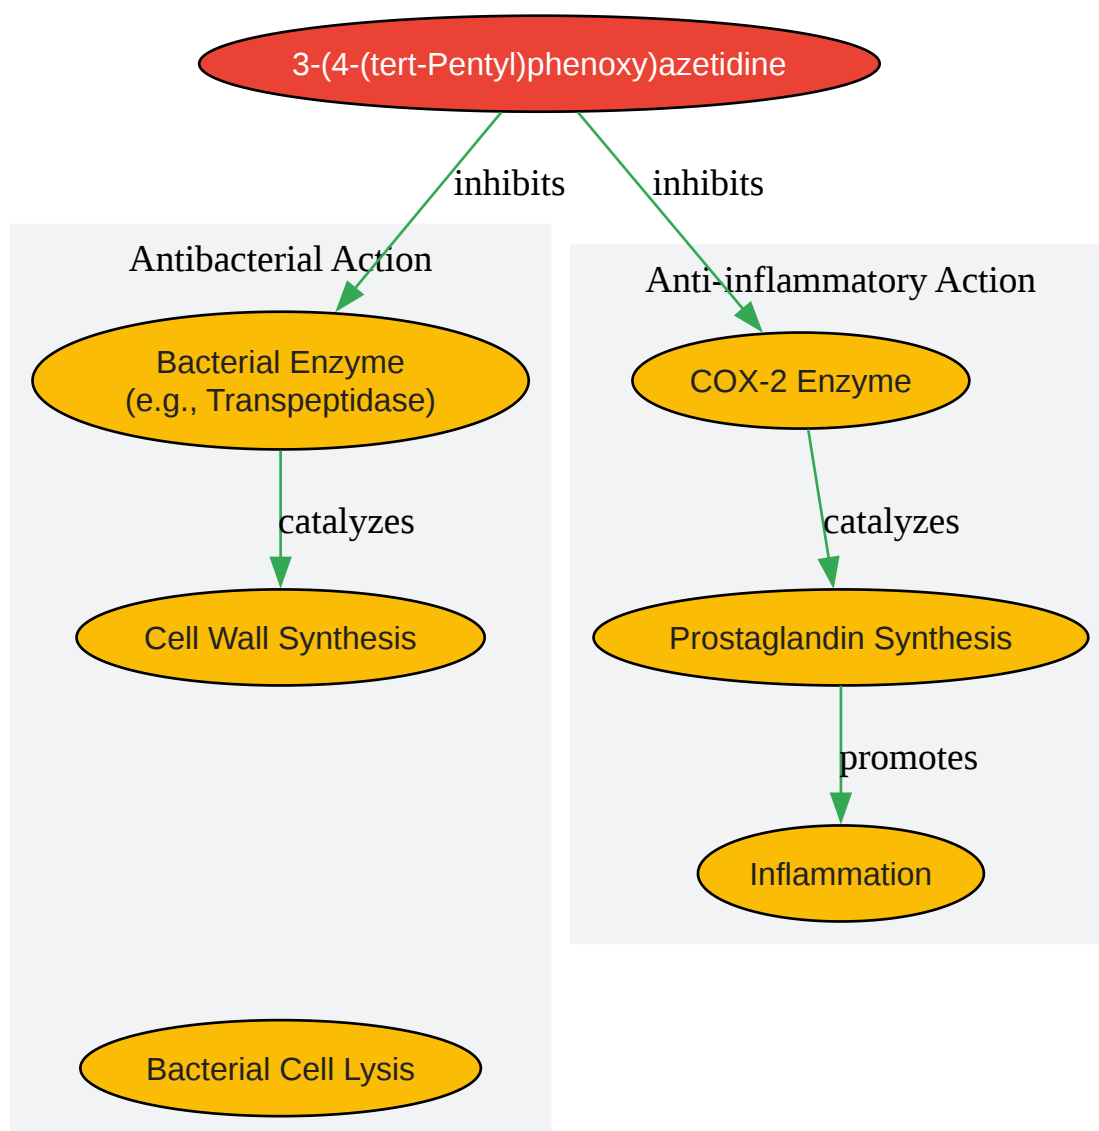 3-(4-(tert-Pentyl)phenoxy)azetidine
inhibits
inhibits
Antibacterial Action
Anti-inflammatory Action
Bacterial Enzyme
(e.g., Transpeptidase)
COX-2 Enzyme
catalyzes
catalyzes
Cell Wall Synthesis
Prostaglandin Synthesis
promotes
Inflammation
Bacterial Cell Lysis